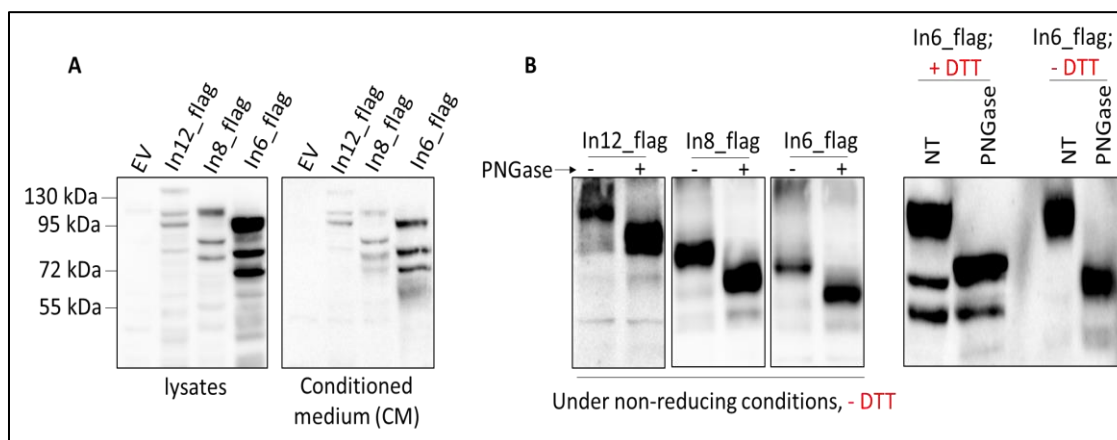 A
EV
In12_flag
In8_flag
In6_flag
EV
In12_flag
In8_flag
In6_flag
130 kDa
95 kDa
72 kDa
55 kDa
lysates
Conditioned
medium (CM)
B
In12_flag
In8_flag
In6_flag
PNGase
- + - + - +
Under non-reducing conditions, - DTT
In6_flag;
+ DTT
NT
PNGase
In6_flag;
- DTT
NT
PNGase